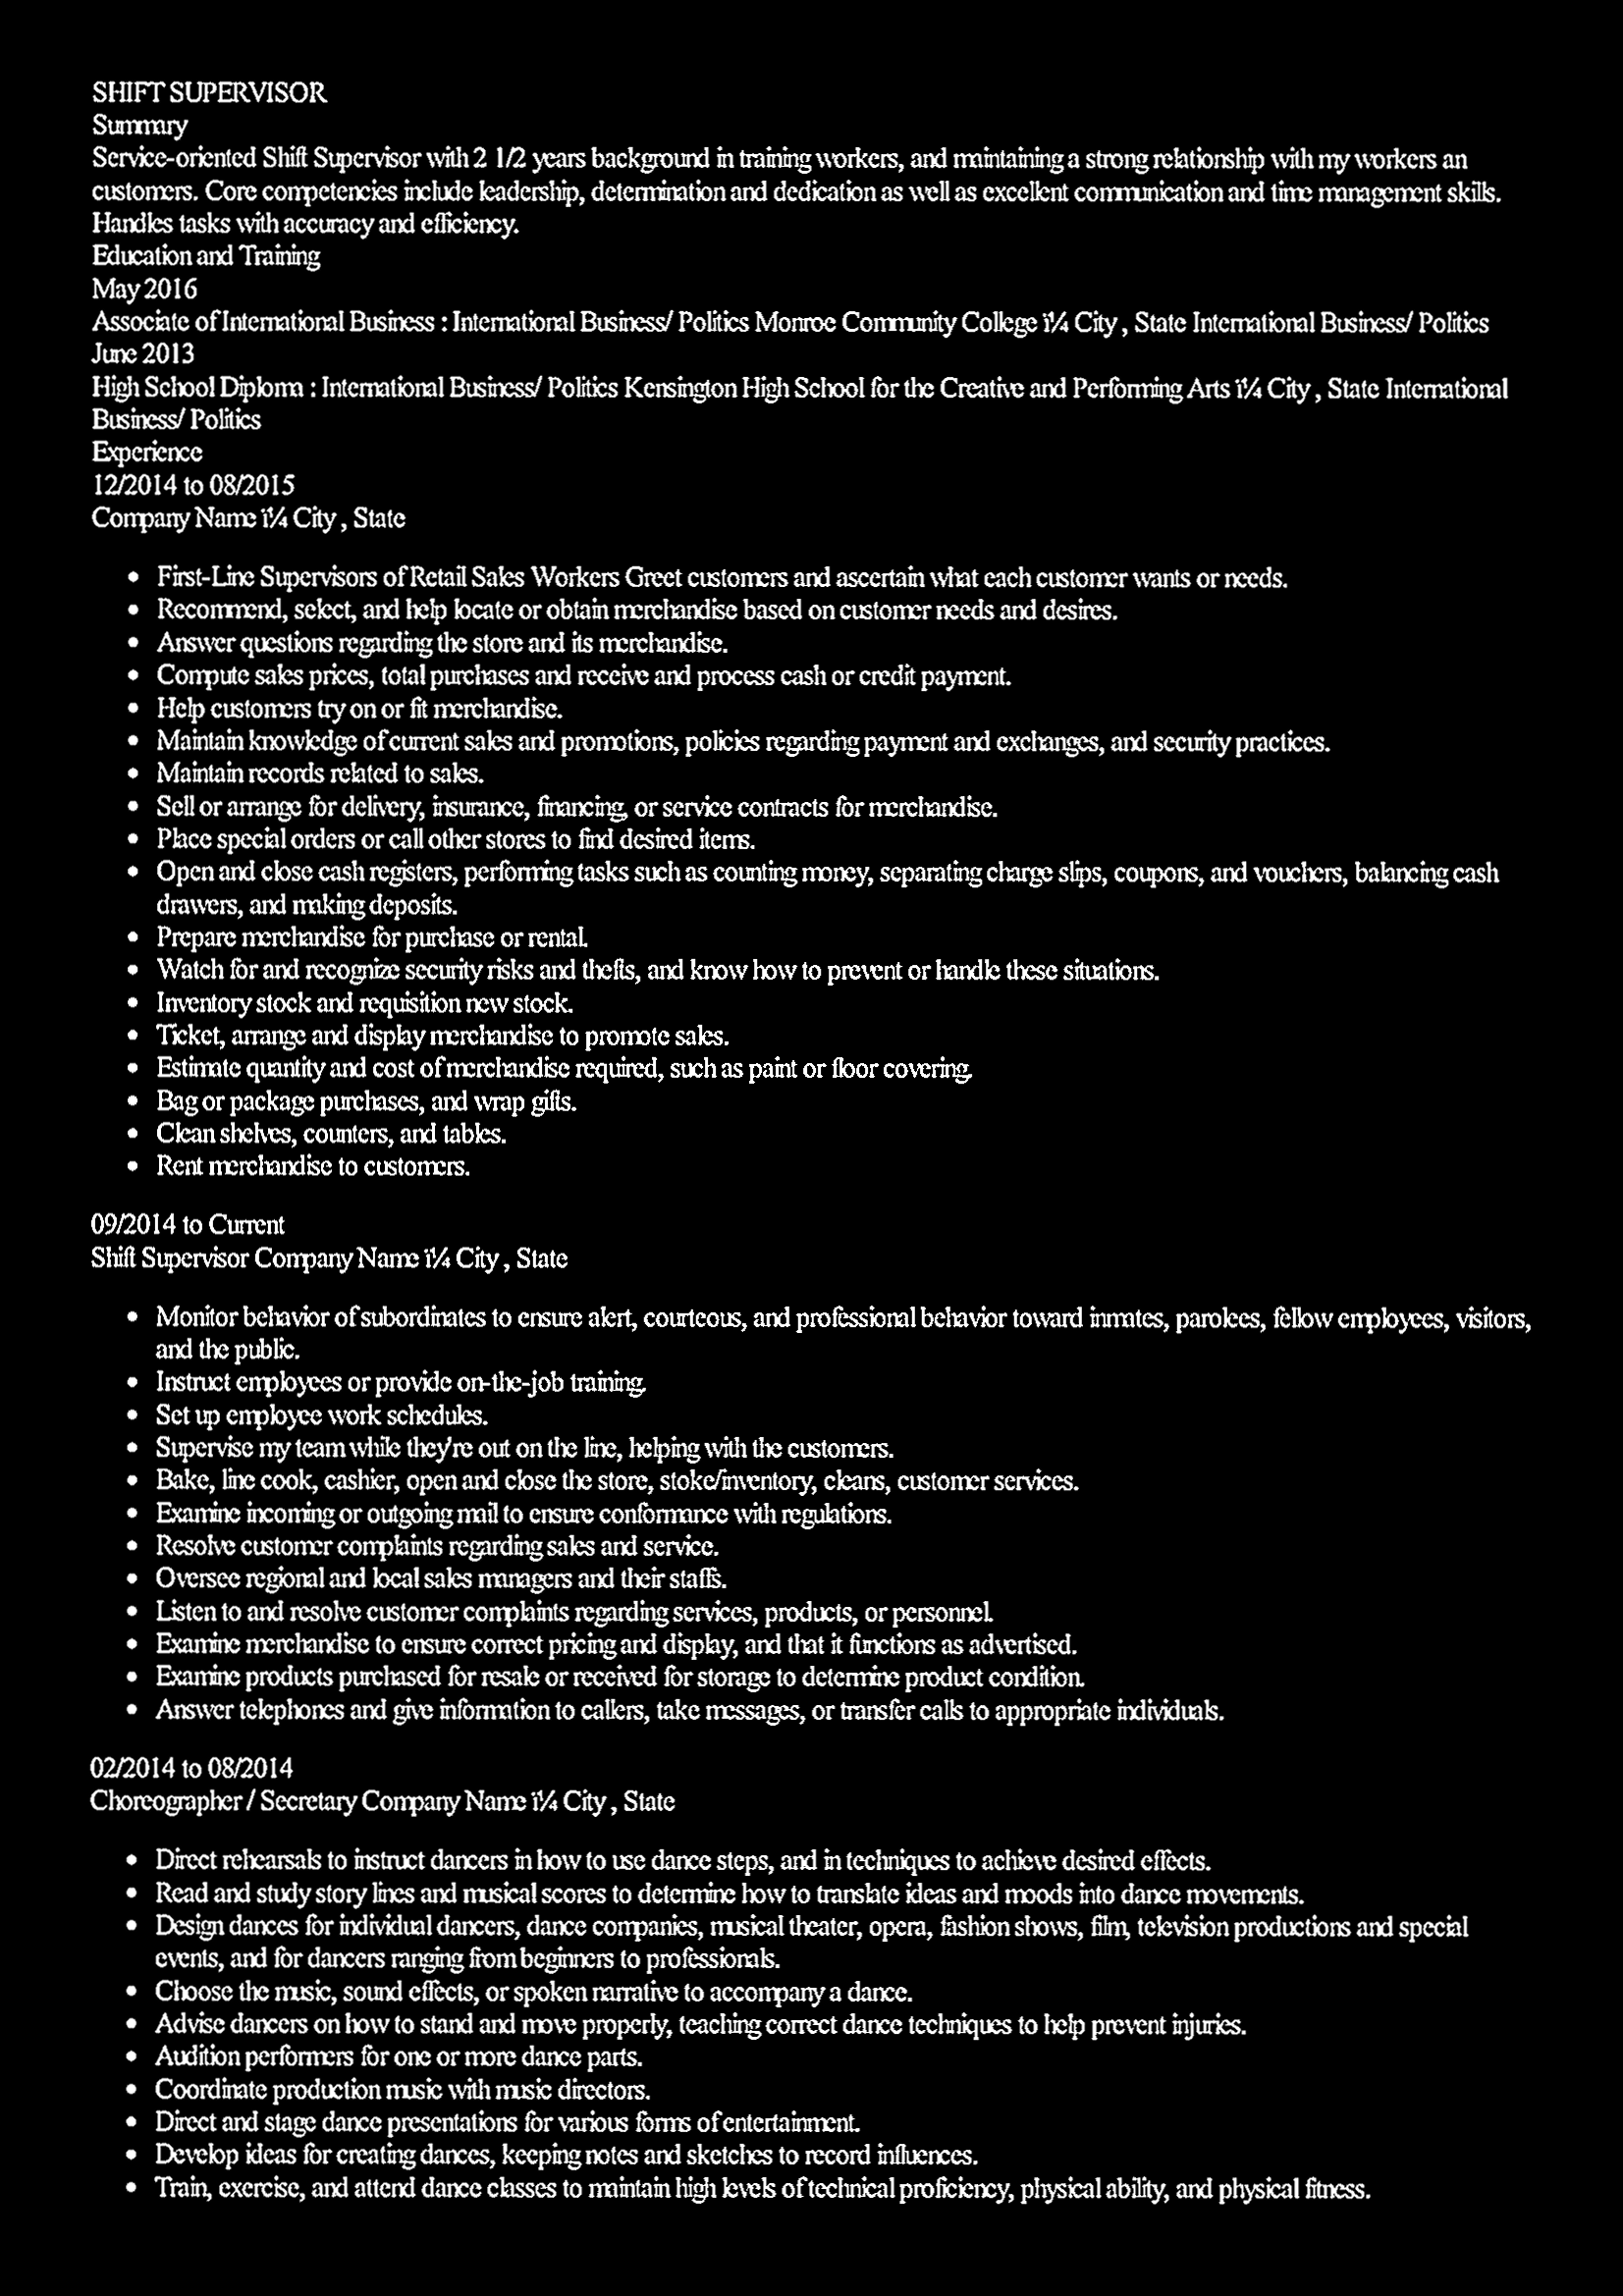 SHIFT SUPERVISOR
Summary
Service-oriented Shift Supervisor with 2 1/2 years background in training workers, and maintaining a strong relationship with my workers an
customers. Core competencies include leadership, determination and dedication as well as excellent communication and time management skills.
Handles tasks with accuracy and efficiency.
Education and Training
May 2016
Associate of International Business : International Business/ Politics Monroe Community College ï¼ City , State International Business/ Politics
June 2013
High School Diploma : International Business/ Politics Kensington High School for the Creative and Performing Arts ï¼ City , State International
Business/ Politics
Experience
12/2014 to 08/2015
Company Name ï¼ City , State
• First-Line Supervisors of Retail Sales Workers Greet customers and ascertain what each customer wants or needs.
• Recommend, select, and help locate or obtain merchandise based on customer needs and desires.
• Answer questions regarding the store and its merchandise.
• Compute sales prices, total purchases and receive and process cash or credit payment.
• Help customers try on or fit merchandise.
• Maintain knowledge of current sales and promotions, policies regarding payment and exchanges, and security practices.
• Maintain records related to sales.
• Sell or arrange for delivery, insurance, financing, or service contracts for merchandise.
• Place special orders or call other stores to find desired items.
• Open and close cash registers, performing tasks such as counting money, separating charge slips, coupons, and vouchers, balancing cash
drawers, and making deposits.
• Prepare merchandise for purchase or rental.
• Watch for and recognize security risks and thefts, and know how to prevent or handle these situations.
• Inventory stock and requisition new stock.
• Ticket, arrange and display merchandise to promote sales.
• Estimate quantity and cost of merchandise required, such as paint or floor covering.
• Bag or package purchases, and wrap gifts.
• Clean shelves, counters, and tables.
• Rent merchandise to customers.
09/2014 to Current
Shift Supervisor Company Name ï¼ City , State
• Monitor behavior of subordinates to ensure alert, courteous, and professional behavior toward inmates, parolees, fellow employees, visitors,
and the public.
• Instruct employees or provide on-the-job training.
• Set up employee work schedules.
• Supervise my team while they're out on the line, helping with the customers.
• Bake, line cook, cashier, open and close the store, stoke/inventory, cleans, customer services.
• Examine incoming or outgoing mail to ensure conformance with regulations.
• Resolve customer complaints regarding sales and service.
• Oversee regional and local sales managers and their staffs.
• Listen to and resolve customer complaints regarding services, products, or personnel.
• Examine merchandise to ensure correct pricing and display, and that it functions as advertised.
• Examine products purchased for resale or received for storage to determine product condition.
• Answer telephones and give information to callers, take messages, or transfer calls to appropriate individuals.
02/2014 to 08/2014
Choreographer / Secretary Company Name ï¼ City , State
• Direct rehearsals to instruct dancers in how to use dance steps, and in techniques to achieve desired effects.
• Read and study story lines and musical scores to determine how to translate ideas and moods into dance movements.
• Design dances for individual dancers, dance companies, musical theater, opera, fashion shows, film, television productions and special
events, and for dancers ranging from beginners to professionals.
• Choose the music, sound effects, or spoken narrative to accompany a dance.
• Advise dancers on how to stand and move properly, teaching correct dance techniques to help prevent injuries.
• Audition performers for one or more dance parts.
• Coordinate production music with music directors.
• Direct and stage dance presentations for various forms of entertainment.
• Develop ideas for creating dances, keeping notes and sketches to record influences.
• Train, exercise, and attend dance classes to maintain high levels of technical proficiency, physical ability, and physical fitness.